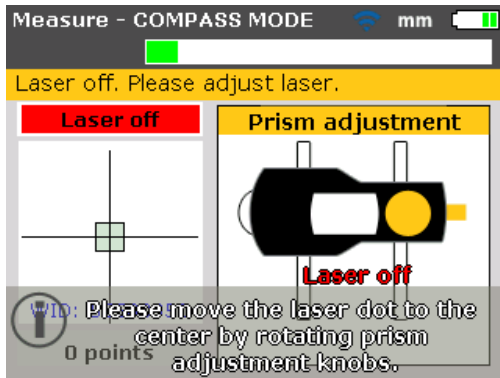 Measure - COMPASS MODE mm
Laser off. Please adjust laser.
Laser off
Prism adjustment
Laser off
WID:
Please move the laser dot to the
center by rotating prism
adjustment knobs.
0 points